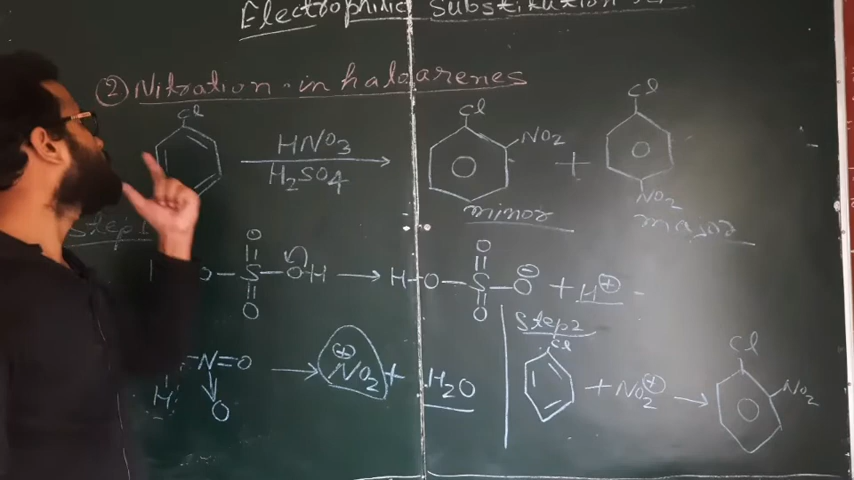 Electrophilic Substitution
② Nitration in haloarenes
Cl HNO3 Cl NO2 + Cl
H2SO4 NO2
minor major
Step 1
O O
O-S-OH → H-O-S-O⊖ + H⊕
O O
Step 2
-N=O → ⊕NO2 + H2O Cl + NO2⊕ → Cl NO2
H O